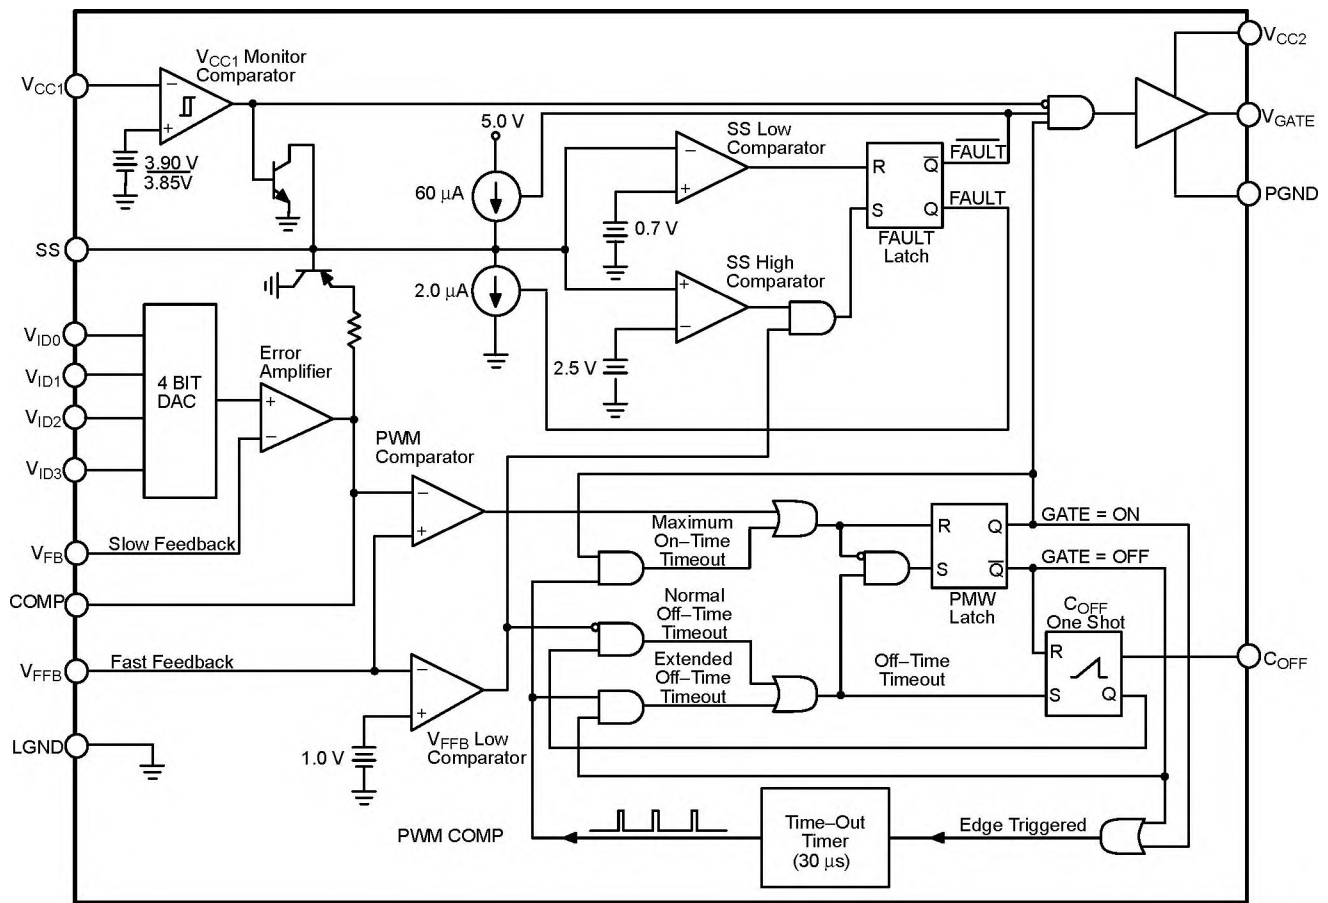 VCC1 Monitor
Comparator
VCC1
−
+
3.90 V
3.85V
5.0 V
60 μA
SS Low
Comparator
−
+
0.7 V
R
S
Q
Q
FAULT
FAULT
FAULT
Latch
VCC2
VGATE
PGND
SS
2.0 μA
SS High
Comparator
+
−
2.5 V
VID0
VID1
VID2
VID3
4 BIT
DAC
Error
Amplifier
+
−
PWM
Comparator
−
+
VFB
Slow Feedback
COMP
VFFB
Fast Feedback
LGND
−
+
1.0 V
VFFB Low
Comparator
Maximum
On–Time
Timeout
Normal
Off–Time
Timeout
Extended
Off–Time
Timeout
R
S
Q
Q
GATE = ON
GATE = OFF
PMW
Latch
COFF
One Shot
R
S
Q
Off–Time
Timeout
COFF
PWM COMP
Time–Out
Timer
(30 μs)
Edge Triggered